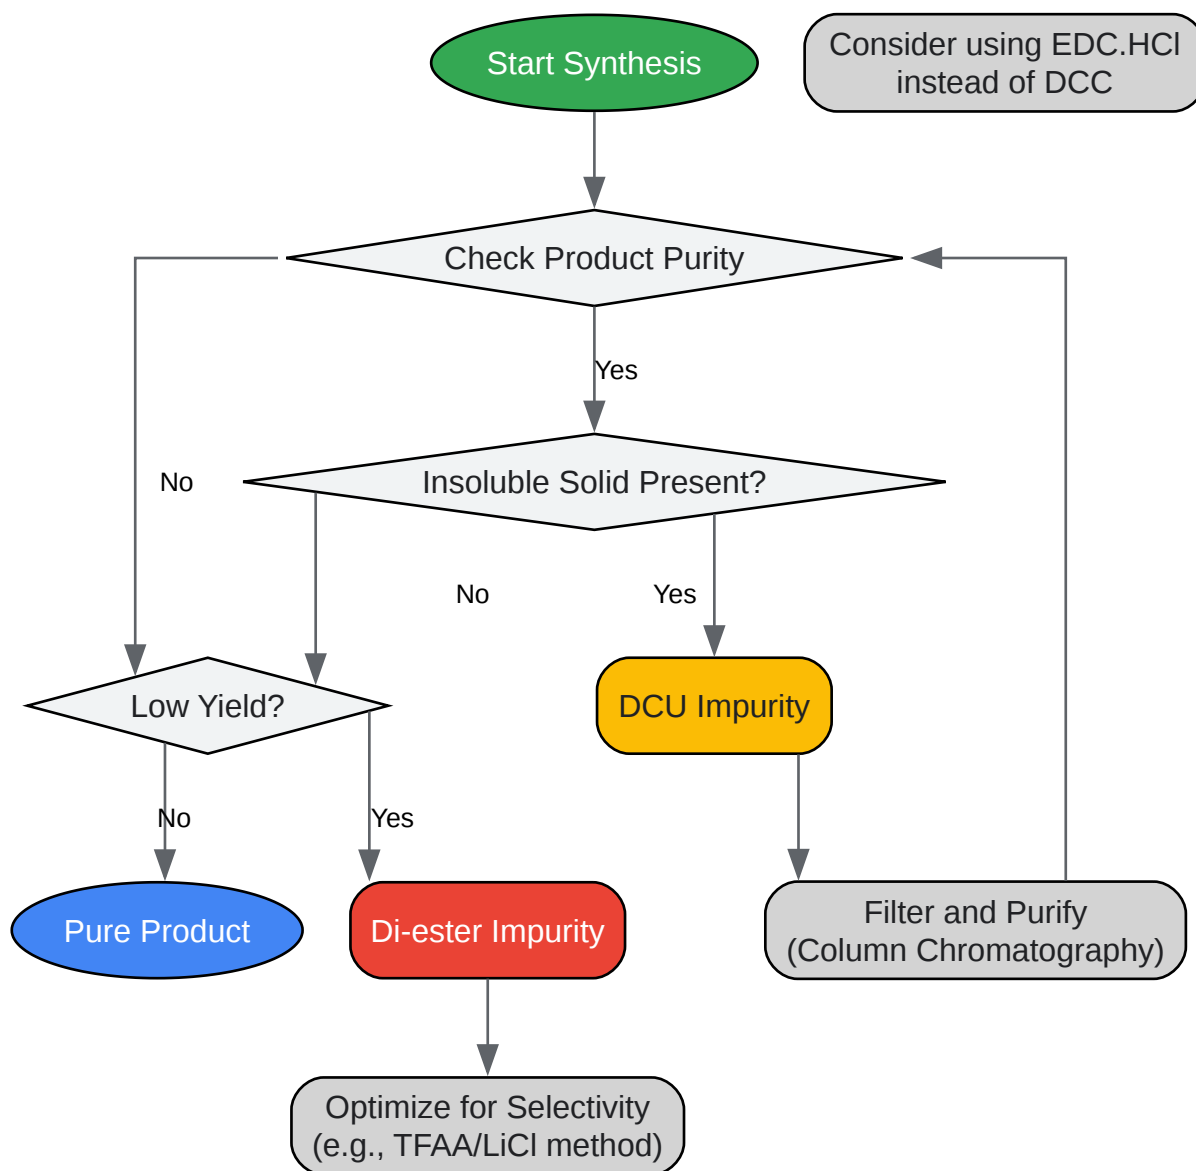 Start Synthesis
Consider using EDC.HCl
instead of DCC
Check Product Purity
Yes
No
Insoluble Solid Present?
No
Yes
Low Yield?
DCU Impurity
No
Yes
Pure Product
Di-ester Impurity
Filter and Purify
(Column Chromatography)
Optimize for Selectivity
(e.g., TFAA/LiCl method)